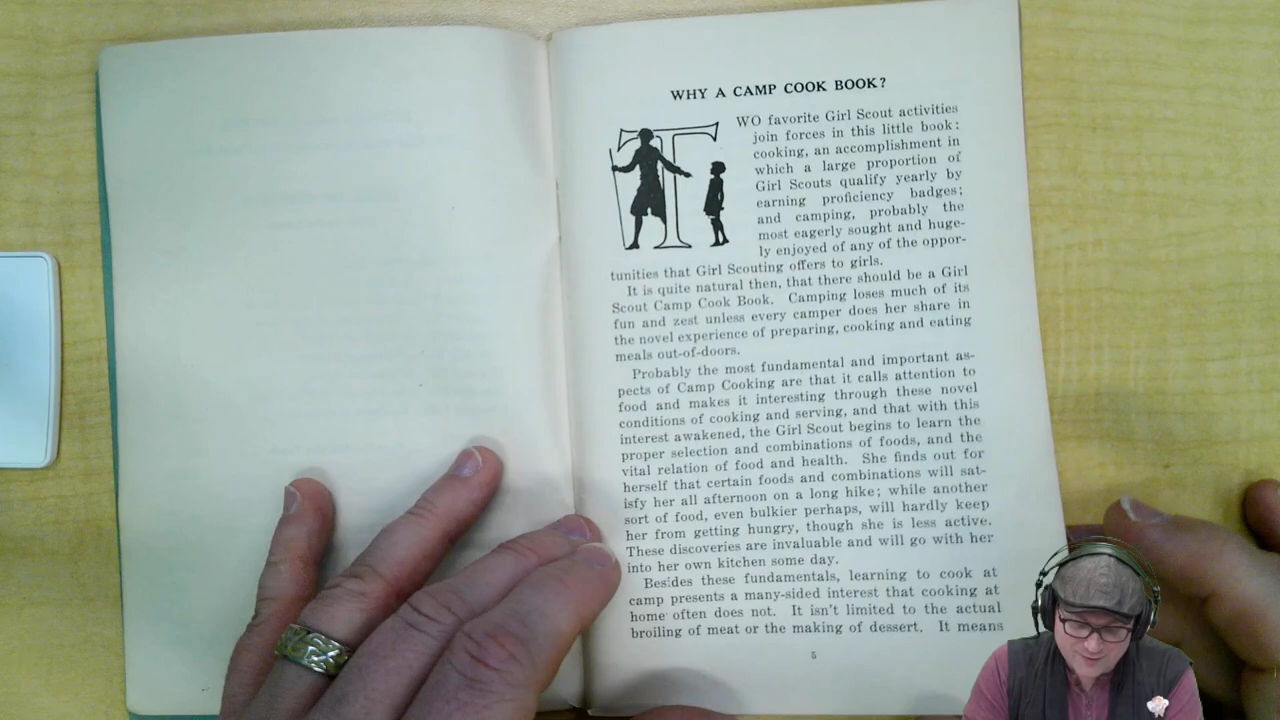 WHY A CAMP COOK BOOK?
TWO favorite Girl Scout activities
join forces in this little book:
cooking, an accomplishment in
which a large proportion of
Girl Scouts qualify yearly by
earning proficiency badges;
and camping, probably the
most eagerly sought and huge-
ly enjoyed of any of the oppor-
tunities that Girl Scouting offers to girls.
It is quite natural then, that there should be a Girl
Scout Camp Cook Book. Camping loses much of its
fun and zest unless every camper does her share in
the novel experience of preparing, cooking and eating
meals out-of-doors.
Probably the most fundamental and important as-
pects of Camp Cooking are that it calls attention to
food and makes it interesting through these novel
conditions of cooking and serving, and that with this
interest awakened, the Girl Scout begins to learn the
proper selection and combinations of foods, and the
vital relation of food and health. She finds out for
herself that certain foods and combinations will sat-
isfy her all afternoon on a long hike; while another
sort of food, even bulkier perhaps, will hardly keep
her from getting hungry, though she is less active.
These discoveries are invaluable and will go with her
into her own kitchen some day.
Besides these fundamentals, learning to cook at
camp presents a many-sided interest that cooking at
home often does not. It isn't limited to the actual
broiling of meat or the making of dessert. It means
5